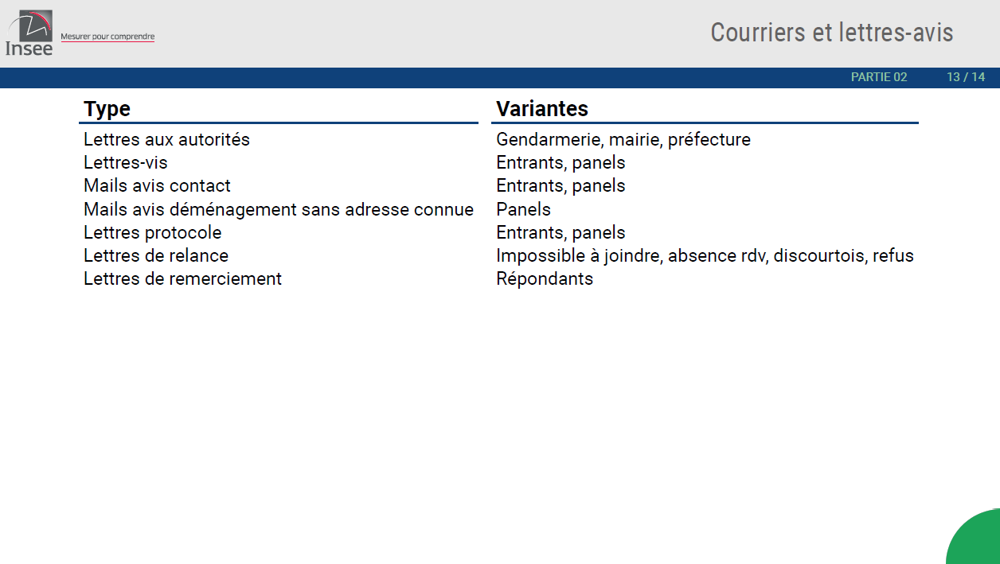 Insee
Mesurer pour comprendre
Courriers et lettres-avis
PARTIE 02 13 / 14
Type Variantes
Lettres aux autorités Gendarmerie, mairie, préfecture
Lettres-vis Entrants, panels
Mails avis contact Entrants, panels
Mails avis déménagement sans adresse connue Panels
Lettres protocole Entrants, panels
Lettres de relance Impossible à joindre, absence rdv, discourtois, refus
Lettres de remerciement Répondants